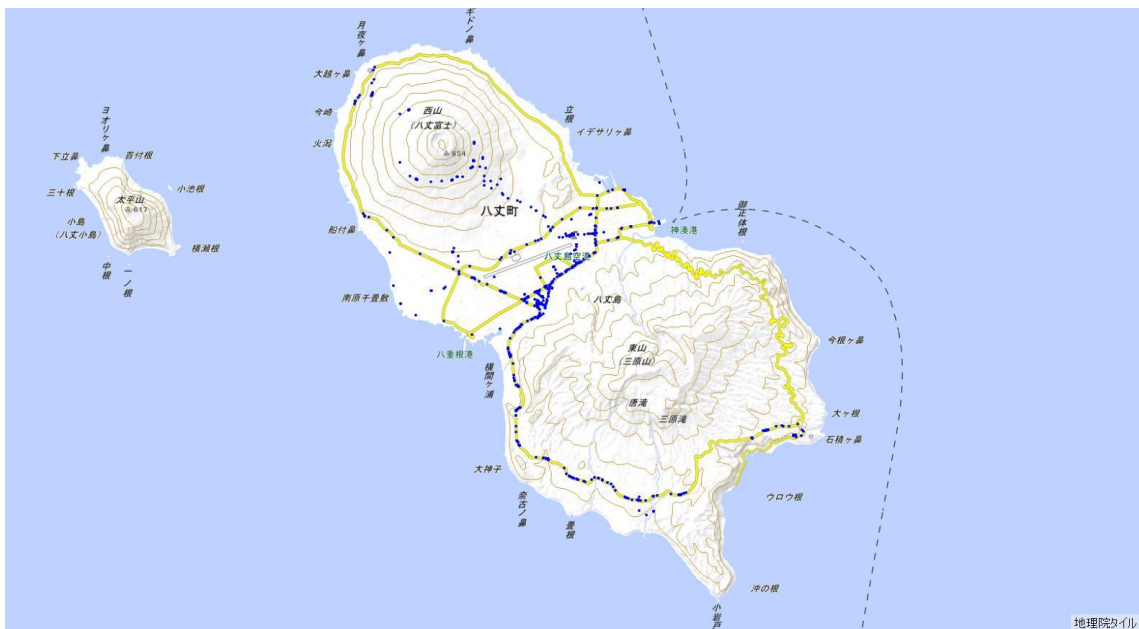 ギドノ鼻
月夜ヶ鼻
大越ヶ鼻
西山
(八丈富士)
854
今崎
火潟
立根
イデサリヶ鼻
ヨオリヶ鼻
下立鼻
首付根
三十根
小池根
太平山
617
小島
(八丈小島)
横瀬根
中根
一ノ根
八丈町
船付鼻
御正体根
神湊港
八丈島空港
南原千畳敷
八丈島
八重根港
横間ヶ浦
東山
(三原山)
今根ヶ鼻
唐滝
三原滝
大ヶ根
石積ヶ鼻
大神子
奈古ノ鼻
畳根
ウロウ根
沖の根
小岩戸
地理院タイル